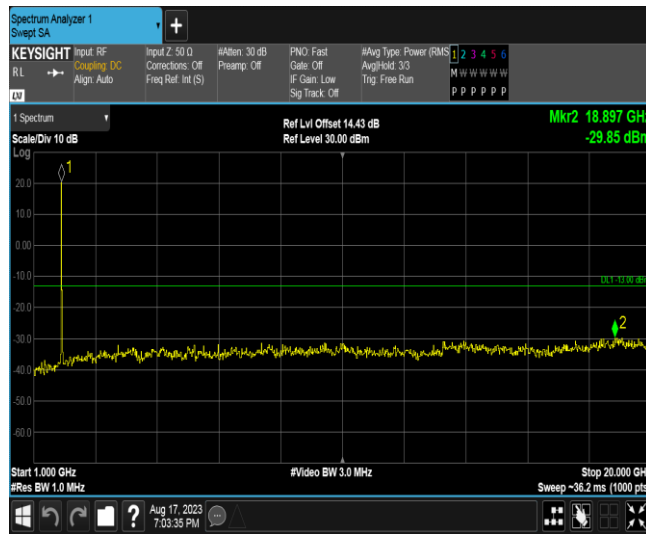 Spectrum Analyzer 1
Swept SA
+
KEYSIGHT Input: RF Input Z: 50 Ω #Atten: 30 dB PNO: Fast #Avg Type: Power (RMS 1 2 3 4 5 6
RL Coupling: DC Corrections: Off Preamp: Off Gate: Off Avg|Hold: 3/3 M W W W W W
Align: Auto Freq Ref: Int (S) IF Gain: Low Trig: Free Run
LXI Sig Track: Off P P P P P P
1 Spectrum Ref Lvl Offset 14.43 dB Mkr2 18.897 GHz
Scale/Div 10 dB Ref Level 30.00 dBm -29.85 dBm
Log
1
20.0
10.0
0.00
-10.0 DL1 -13.00 dBm
-20.0
2
-30.0
-40.0
-50.0
-60.0
Start 1.000 GHz #Video BW 3.0 MHz Stop 20.000 GH
#Res BW 1.0 MHz Sweep ~36.2 ms (1000 pts
? Aug 17, 2023
7:03:35 PM